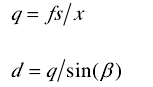 q = fs/x
d = q/sin(β)